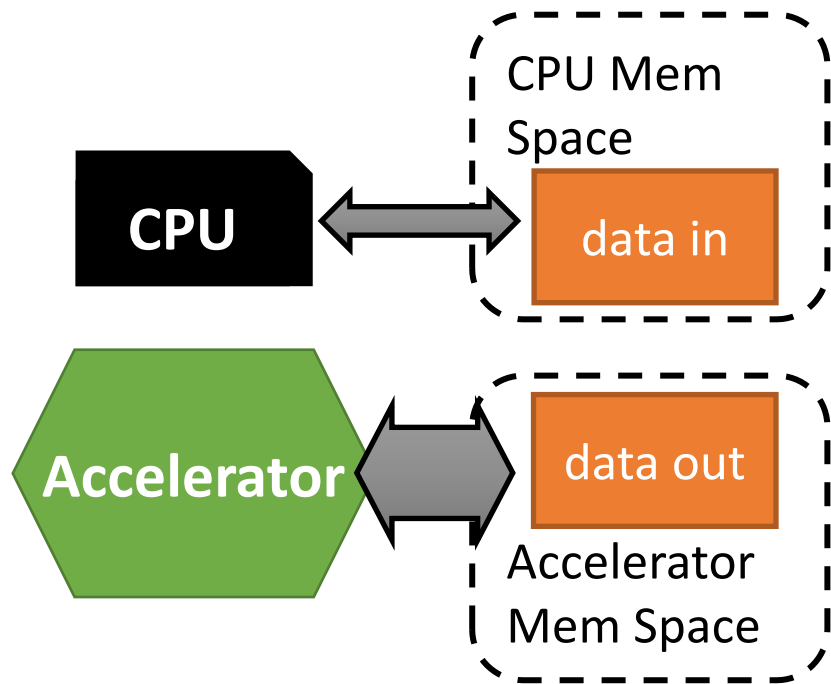 CPU Mem
Space
CPU
data in
Accelerator
data out
Accelerator
Mem Space